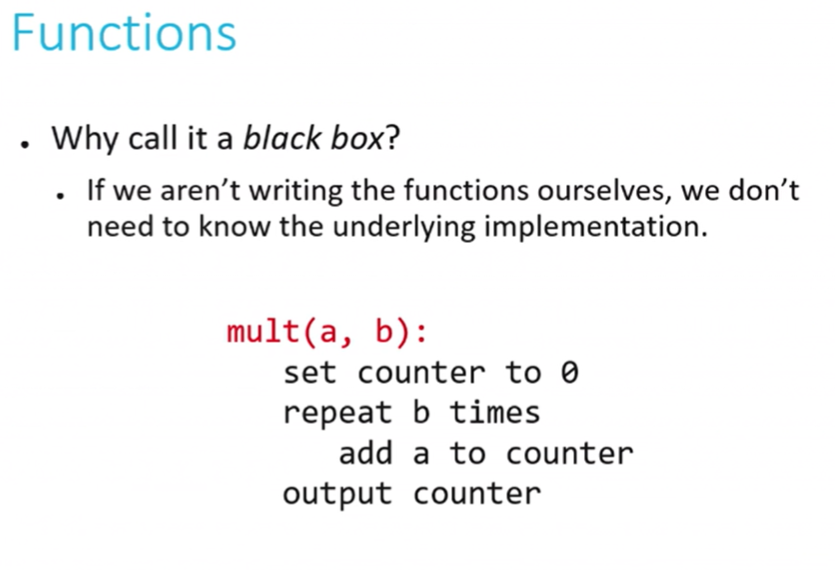 Functions
• Why call it a black box?
• If we aren't writing the functions ourselves, we don't
need to know the underlying implementation.
mult(a, b):
set counter to 0
repeat b times
add a to counter
output counter